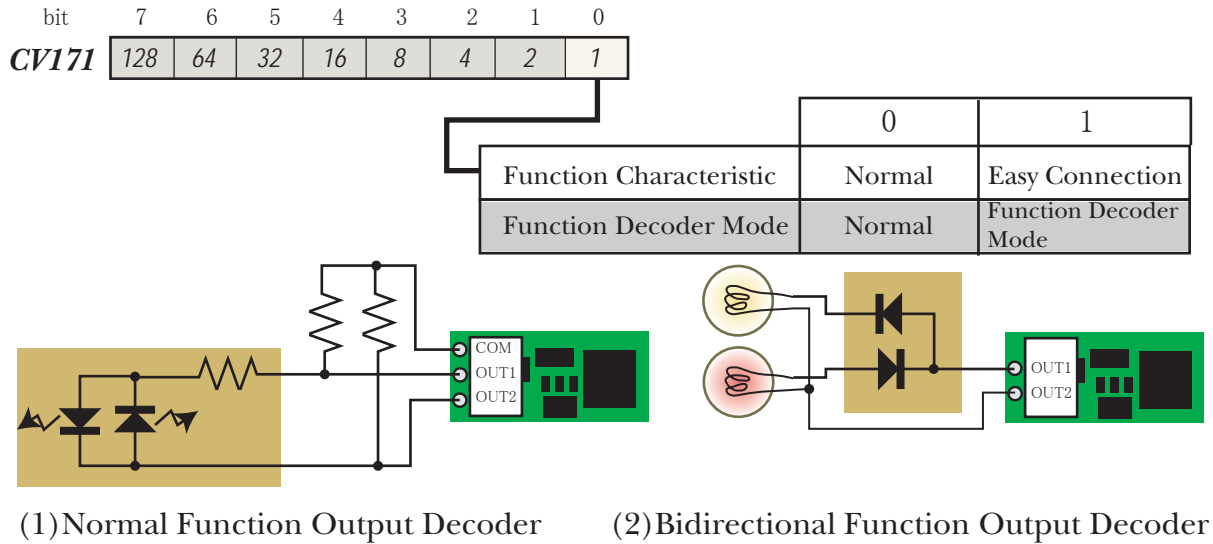 bit 7 6 5 4 3 2 1 0
CV171 128 64 32 16 8 4 2 1
0 1
Function Characteristic Normal Easy Connection
Function Decoder Mode Normal Function Decoder
Mode
COM
OUT1
OUT2
OUT1
OUT2
(1)Normal Function Output Decoder
(2)Bidirectional Function Output Decoder